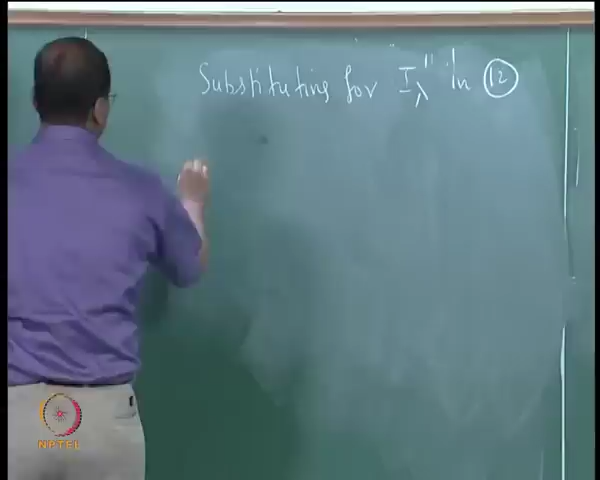 Substituting for I_λ'' in ⑫
NPTEL